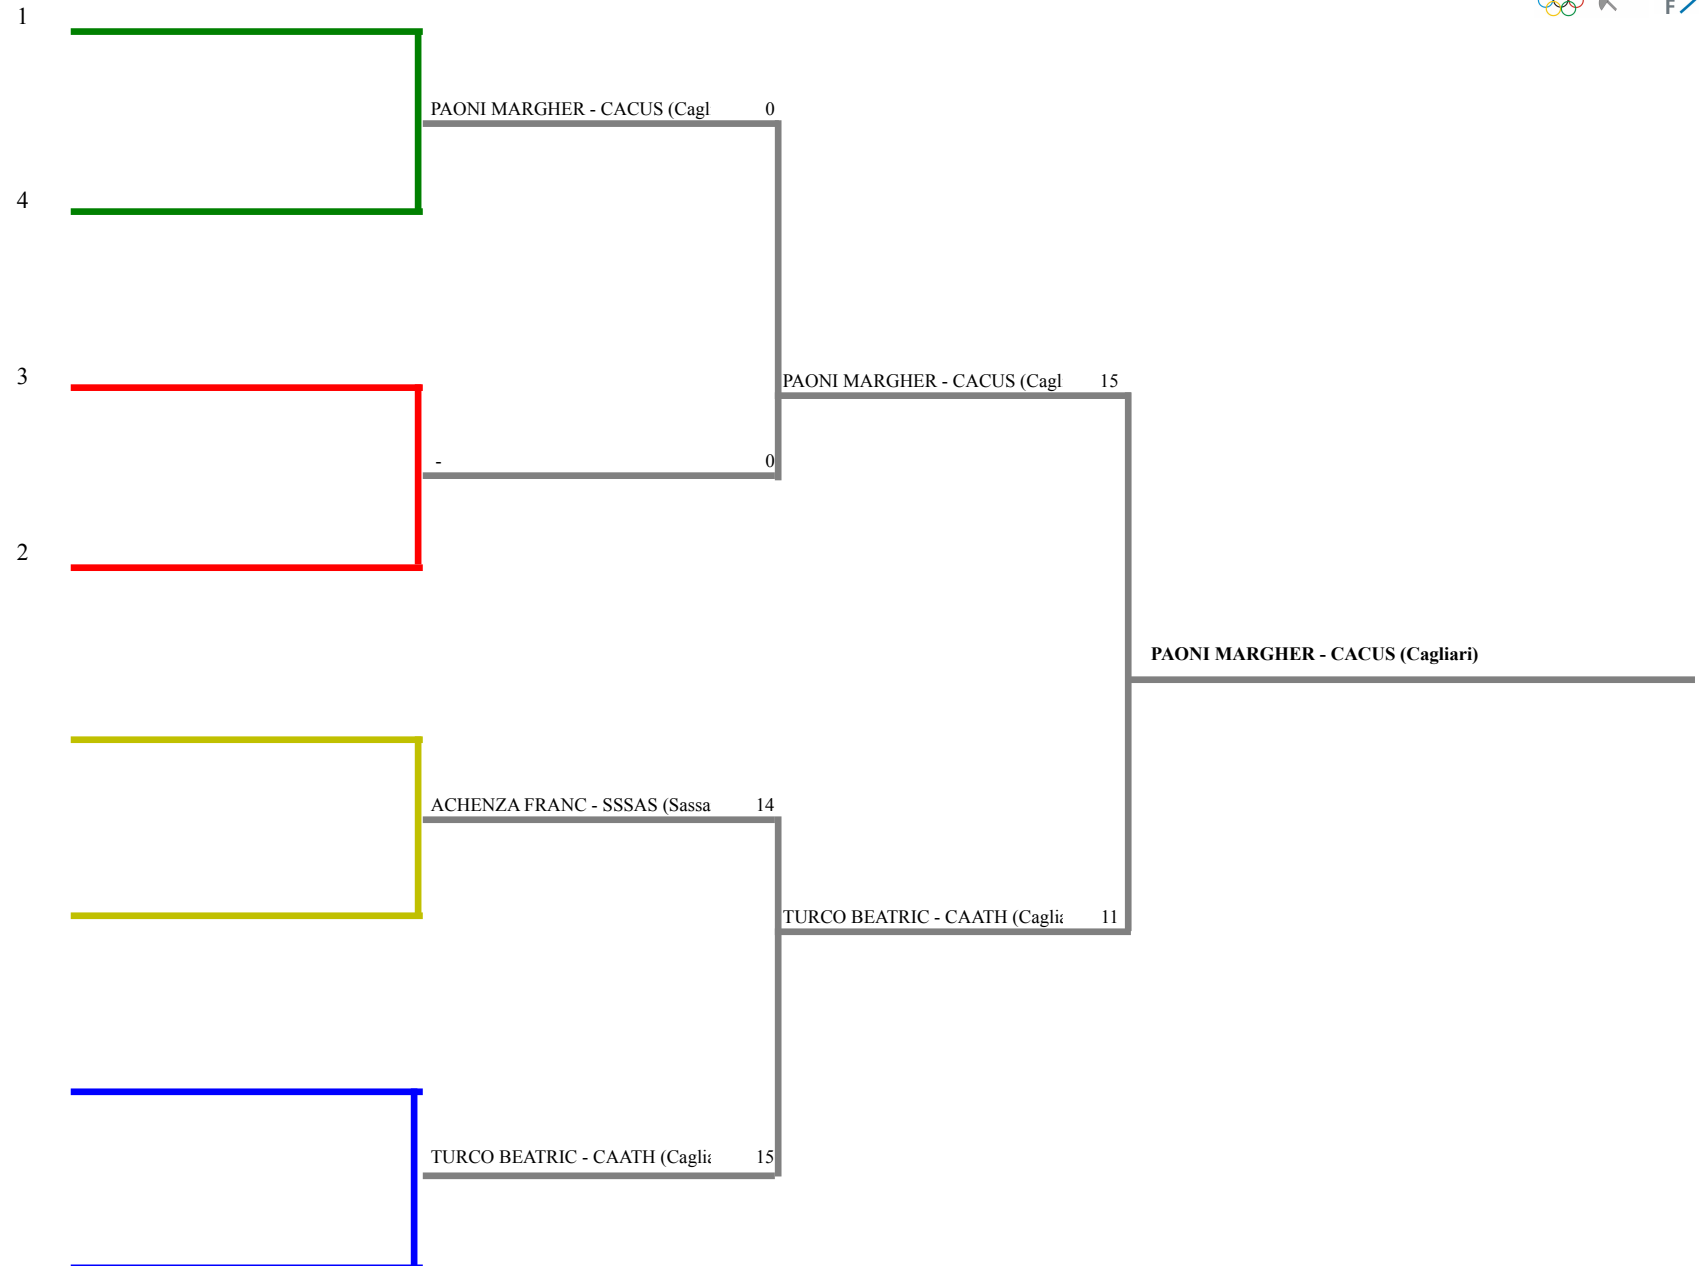 1
PAONI MARGHER - CACUS (Cagl 0
4
3
PAONI MARGHER - CACUS (Cagl 15
- 0
2
PAONI MARGHER - CACUS (Cagliari)
ACHENZA FRANC - SSSAS (Sassa 14
TURCO BEATRIC - CAATH (Caglia 11
TURCO BEATRIC - CAATH (Caglia 15
F